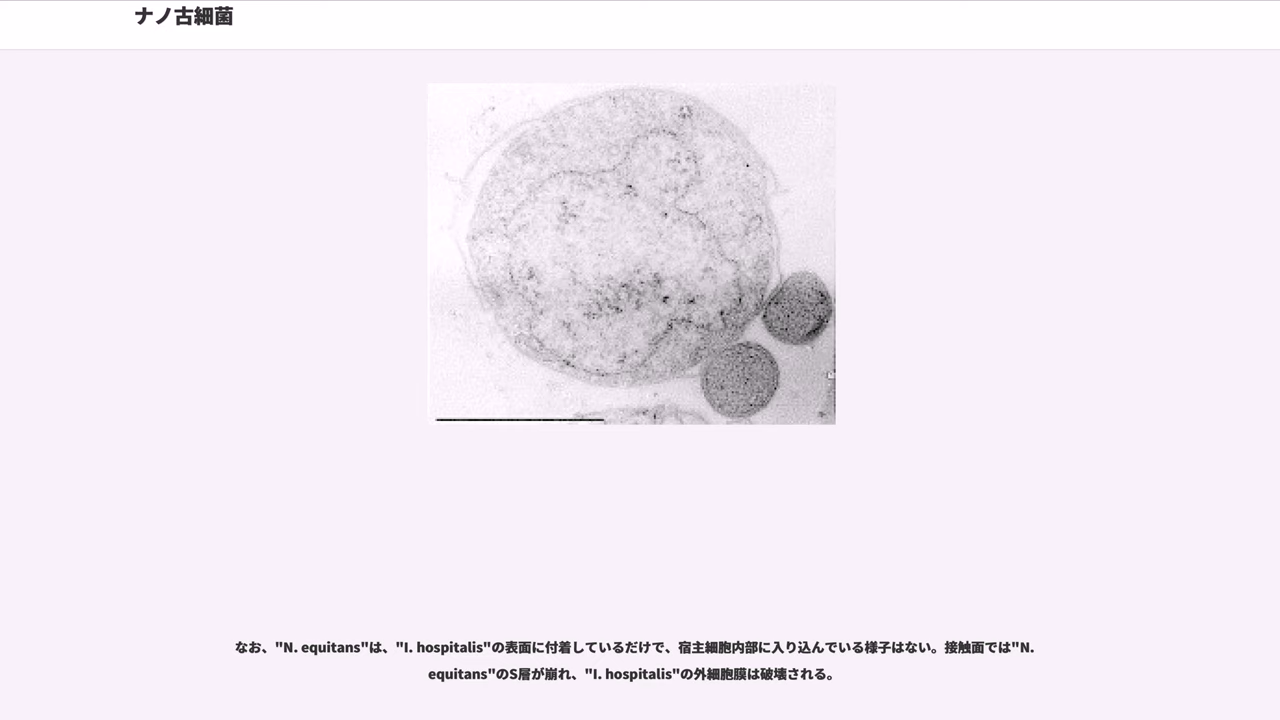 ナノ古細菌
なお、"N. equitans"は、"I. hospitalis"の表面に付着しているだけで、宿主細胞内部に入り込んでいる様子はない。接触面では"N.
equitans"のS層が崩れ、"I. hospitalis"の外細胞膜は破壊される。